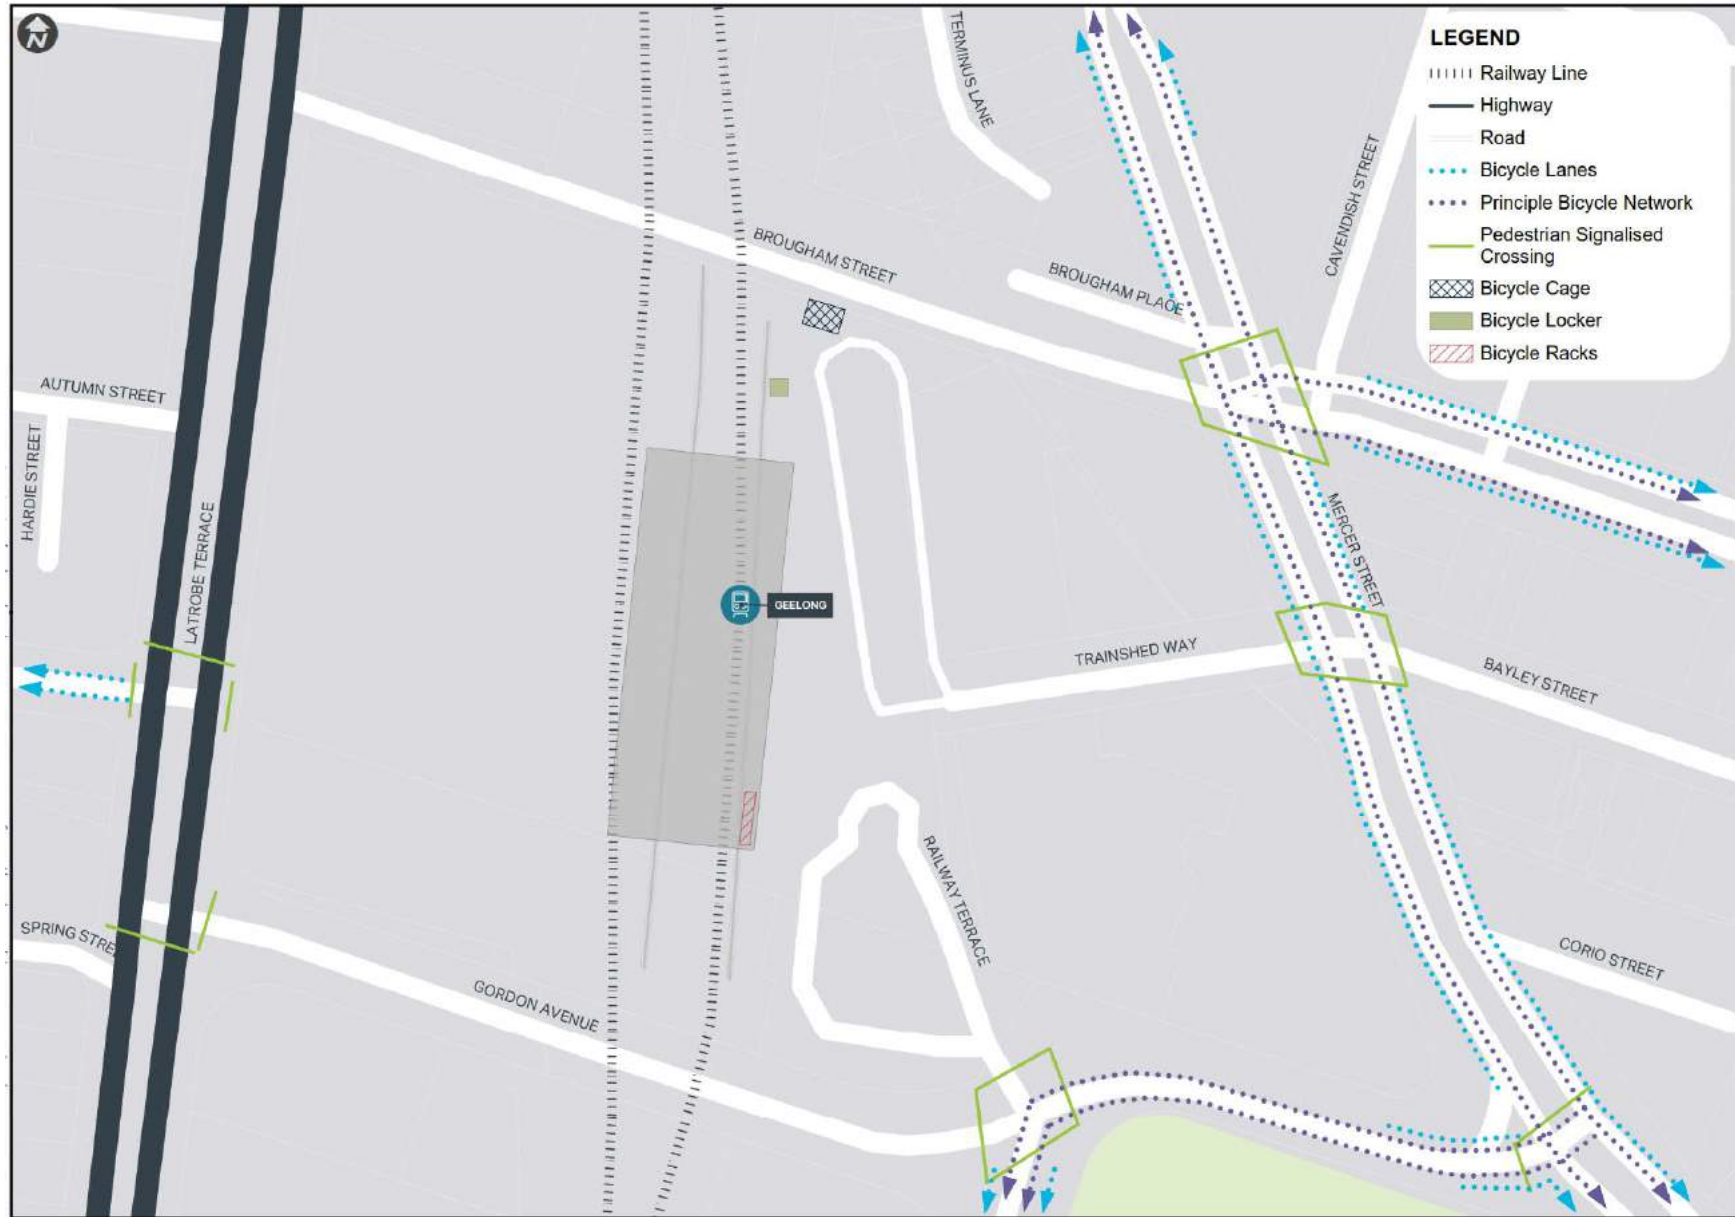 N
TERMINUS LANE
LEGEND
Railway Line
Highway
Road
Bicycle Lanes
Principle Bicycle Network
Pedestrian Signalised
Crossing
Bicycle Cage
Bicycle Locker
Bicycle Racks
CAVENDISH STREET
BROUGHAM STREET
BROUGHAM PLACE
AUTUMN STREET
HARDIE STREET
LATROBE TERRACE
MERCER STREET
GEELONG
TRAINSHED WAY
BAYLEY STREET
RAILWAY TERRACE
SPRING STRE
CORIO STREET
GORDON AVENUE